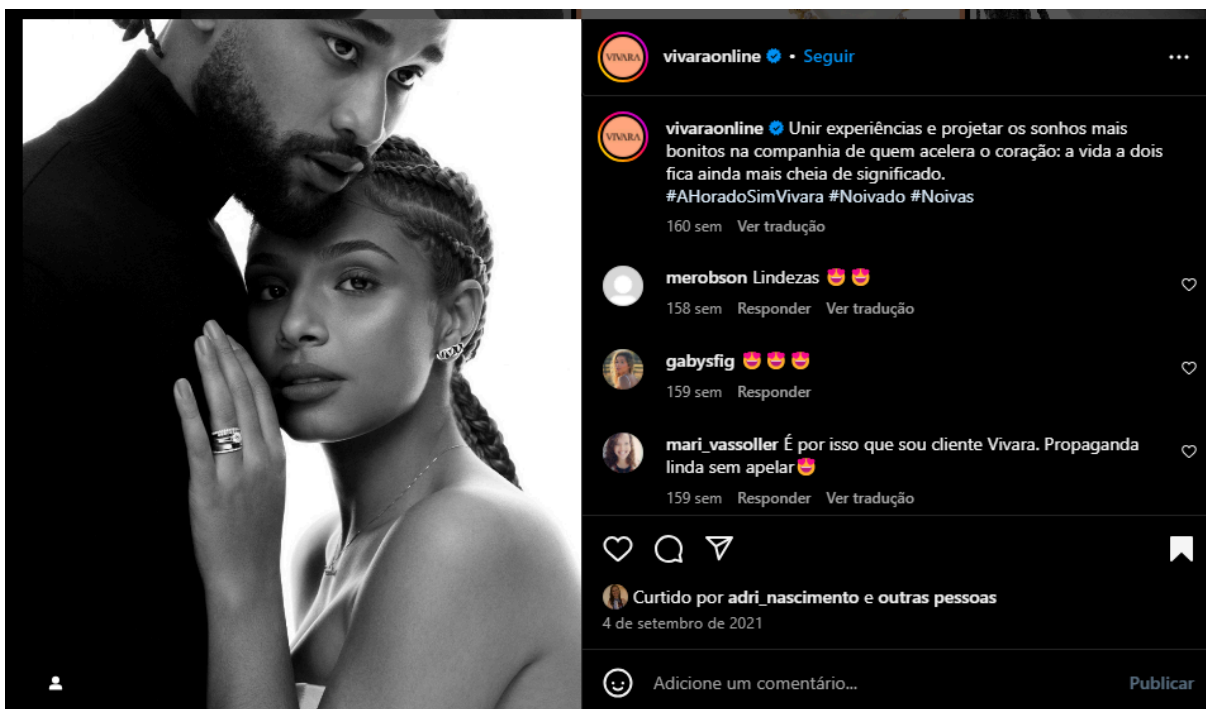 VIVARA
vivaraonline • Seguir
VIVARA
vivaraonline Unir experiências e projetar os sonhos mais
bonitos na companhia de quem acelera o coração: a vida a dois
fica ainda mais cheia de significado.
#AHoradoSimVivara #Noivado #Noivas
160 sem Ver tradução
merobson Lindezas 😍😍
158 sem Responder Ver tradução
gabysfig 😍😍😍
159 sem Responder
mari_vassoller É por isso que sou cliente Vivara. Propaganda
linda sem apelar😍
159 sem Responder Ver tradução
Curtido por adri_nascimento e outras pessoas
4 de setembro de 2021
Adicione um comentário...
Publicar